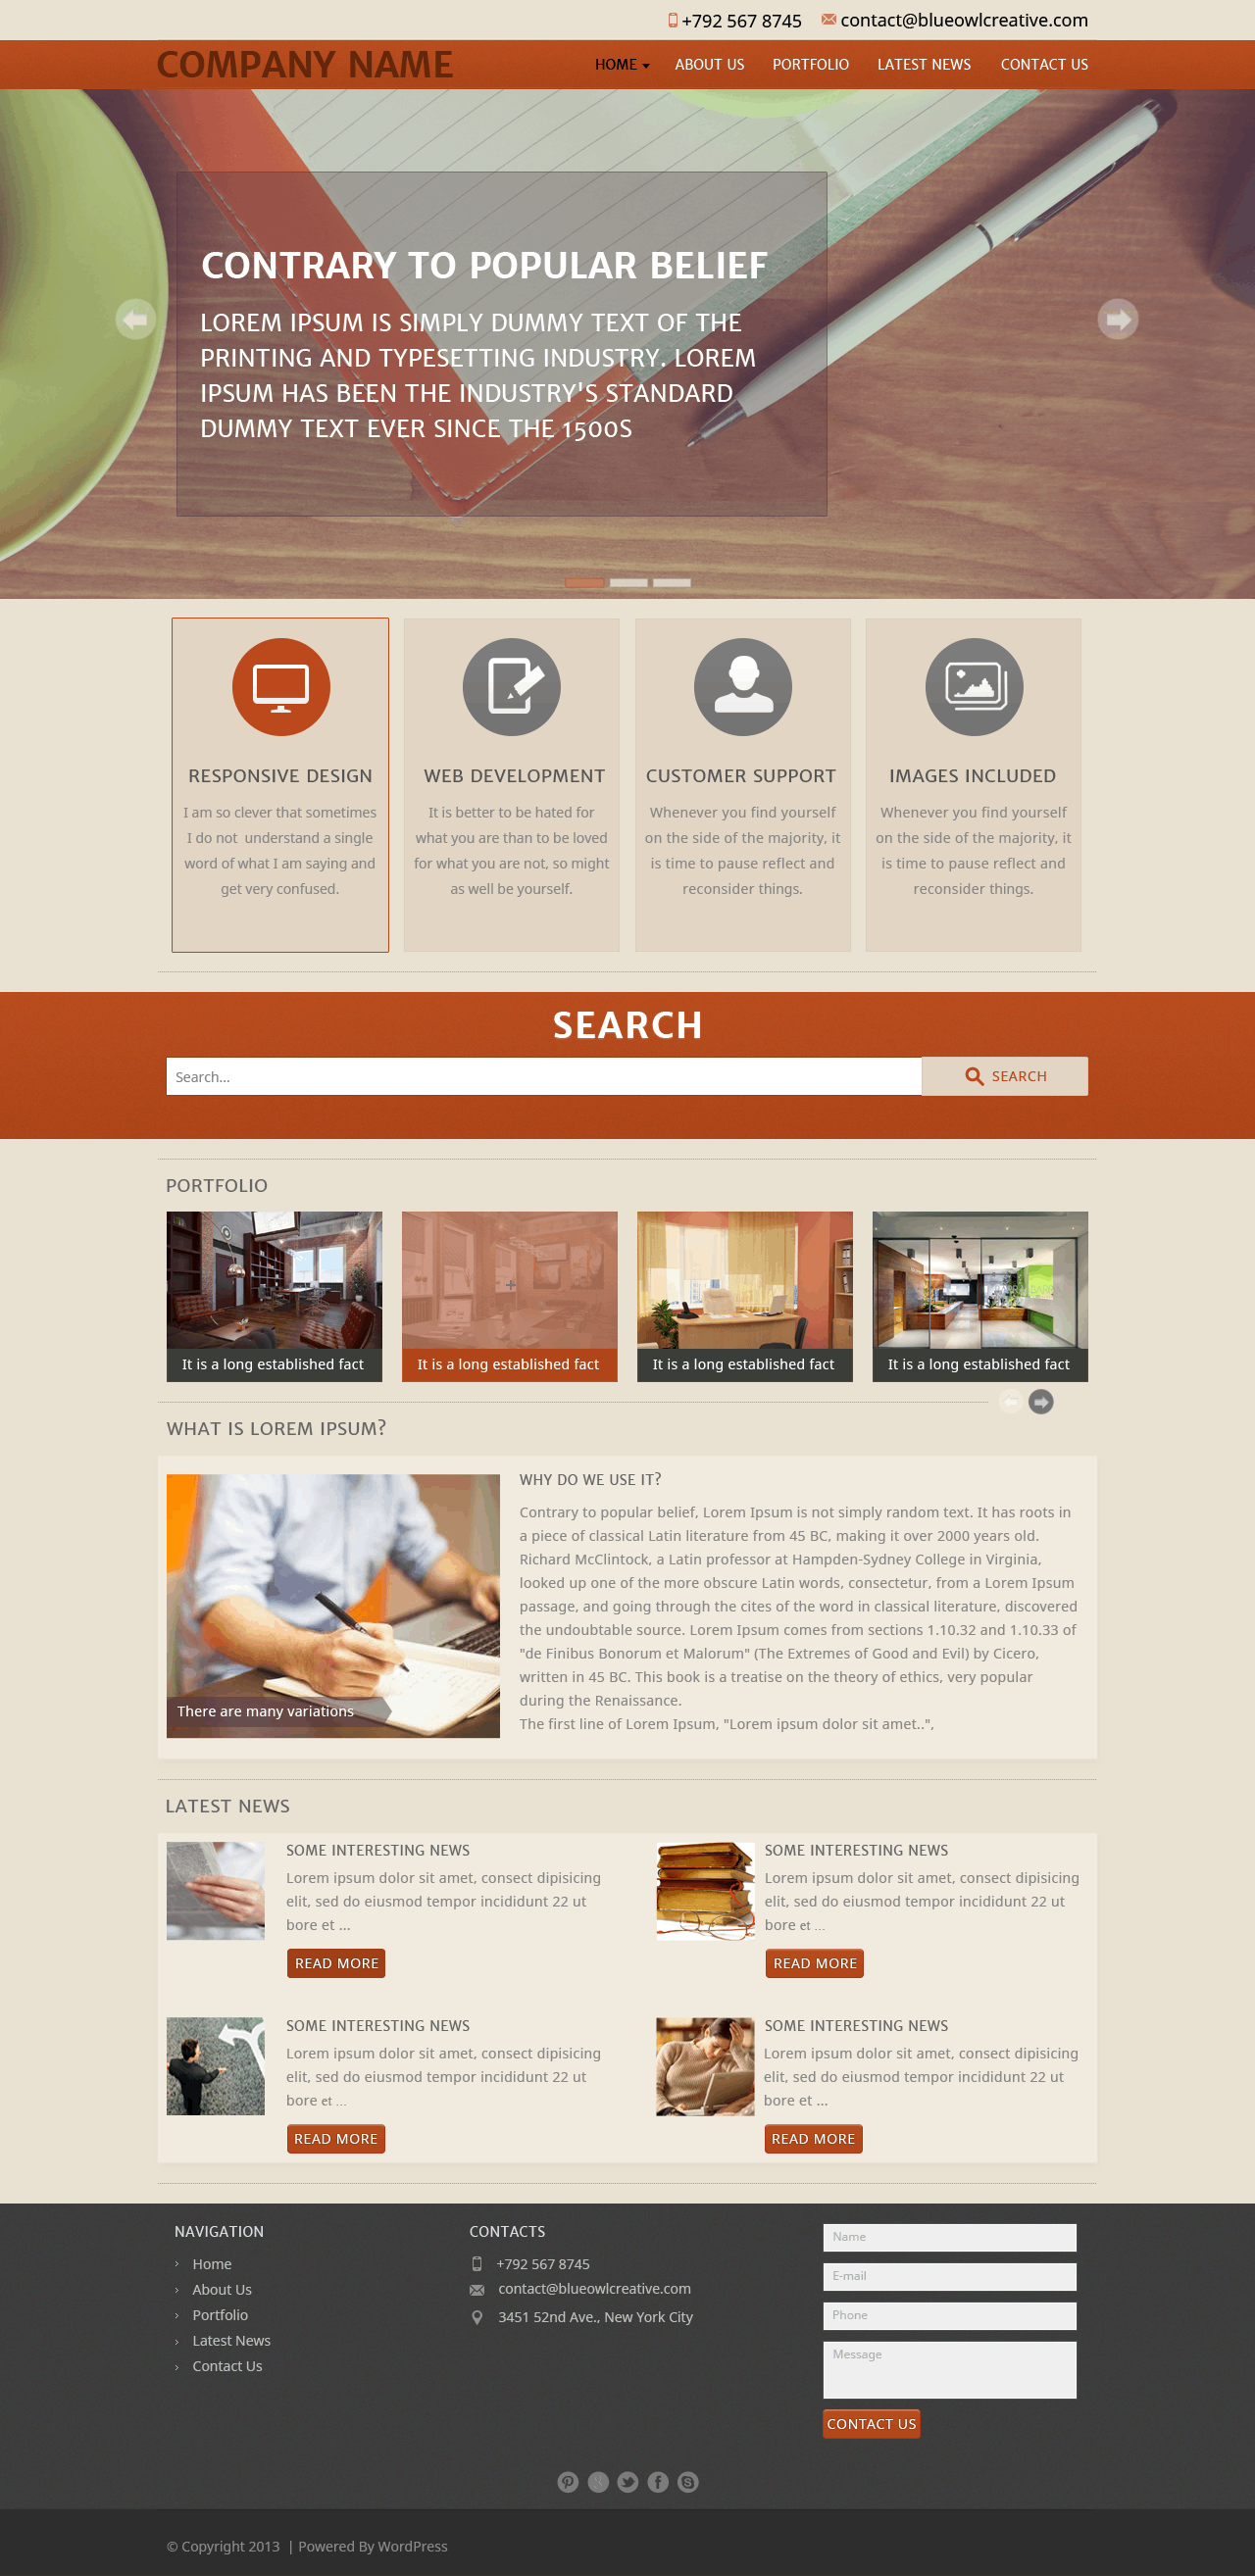 +792 567 8745 contact@blueowlcreative.com
COMPANY NAME
HOME ABOUT US PORTFOLIO LATEST NEWS CONTACT US
CONTRARY TO POPULAR BELIEF
LOREM IPSUM IS SIMPLY DUMMY TEXT OF THE
PRINTING AND TYPESETTING INDUSTRY. LOREM
IPSUM HAS BEEN THE INDUSTRY'S STANDARD
DUMMY TEXT EVER SINCE THE 1500S
RESPONSIVE DESIGN
I am so clever that sometimes
I do not understand a single
word of what I am saying and
get very confused.
WEB DEVELOPMENT
It is better to be hated for
what you are than to be loved
for what you are not, so might
as well be yourself.
CUSTOMER SUPPORT
Whenever you find yourself
on the side of the majority, it
is time to pause reflect and
reconsider things.
IMAGES INCLUDED
Whenever you find yourself
on the side of the majority, it
is time to pause reflect and
reconsider things.
SEARCH
Search...
SEARCH
PORTFOLIO
It is a long established fact
It is a long established fact
It is a long established fact
It is a long established fact
WHAT IS LOREM IPSUM?
There are many variations
WHY DO WE USE IT?
Contrary to popular belief, Lorem Ipsum is not simply random text. It has roots in
a piece of classical Latin literature from 45 BC, making it over 2000 years old.
Richard McClintock, a Latin professor at Hampden-Sydney College in Virginia,
looked up one of the more obscure Latin words, consectetur, from a Lorem Ipsum
passage, and going through the cites of the word in classical literature, discovered
the undoubtable source. Lorem Ipsum comes from sections 1.10.32 and 1.10.33 of
"de Finibus Bonorum et Malorum" (The Extremes of Good and Evil) by Cicero,
written in 45 BC. This book is a treatise on the theory of ethics, very popular
during the Renaissance.
The first line of Lorem Ipsum, "Lorem ipsum dolor sit amet..",
LATEST NEWS
SOME INTERESTING NEWS
Lorem ipsum dolor sit amet, consect dipisicing
elit, sed do eiusmod tempor incididunt 22 ut
bore et ...
READ MORE
SOME INTERESTING NEWS
Lorem ipsum dolor sit amet, consect dipisicing
elit, sed do eiusmod tempor incididunt 22 ut
bore et ...
READ MORE
SOME INTERESTING NEWS
Lorem ipsum dolor sit amet, consect dipisicing
elit, sed do eiusmod tempor incididunt 22 ut
bore et ...
READ MORE
SOME INTERESTING NEWS
Lorem ipsum dolor sit amet, consect dipisicing
elit, sed do eiusmod tempor incididunt 22 ut
bore et ...
READ MORE
NAVIGATION
Home
About Us
Portfolio
Latest News
Contact Us
CONTACTS
+792 567 8745
contact@blueowlcreative.com
3451 52nd Ave., New York City
Name
E-mail
Phone
Message
CONTACT US
© Copyright 2013 | Powered By WordPress